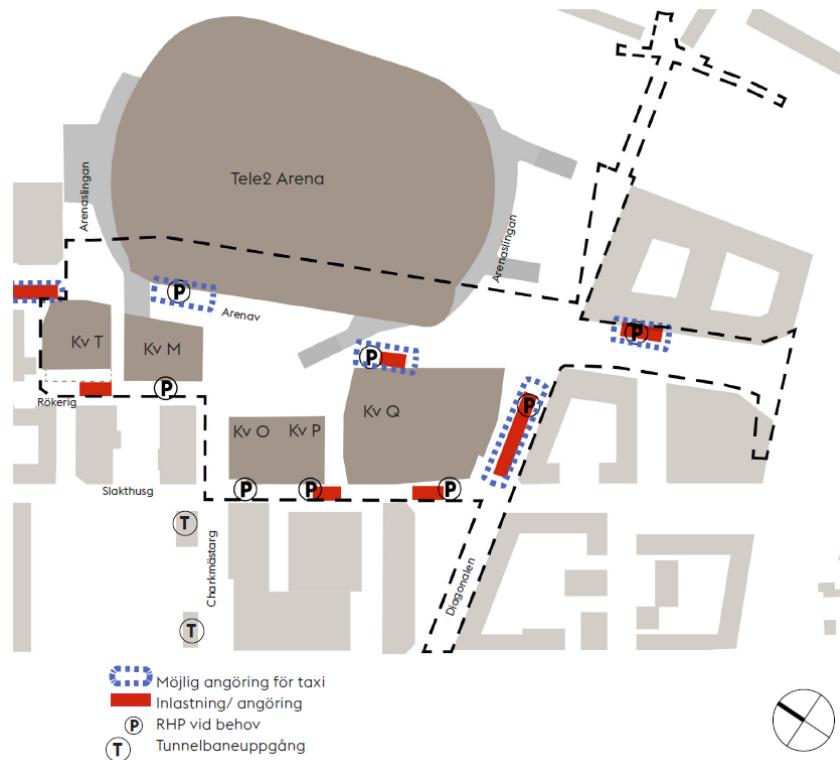 Tele2 Arena
Arenaslingan
Arenaslingan
P
Arenav
P
Kv T
Kv M
P
P
Kv Q
P
Rökerig
Kv O
Kv P
P
P
P
Slakthusg
T
Charkmästarg
Diagonalen
T
Möjlig angöring för taxi
Inlastning/ angöring
P RHP vid behov
T Tunnelbaneuppgång